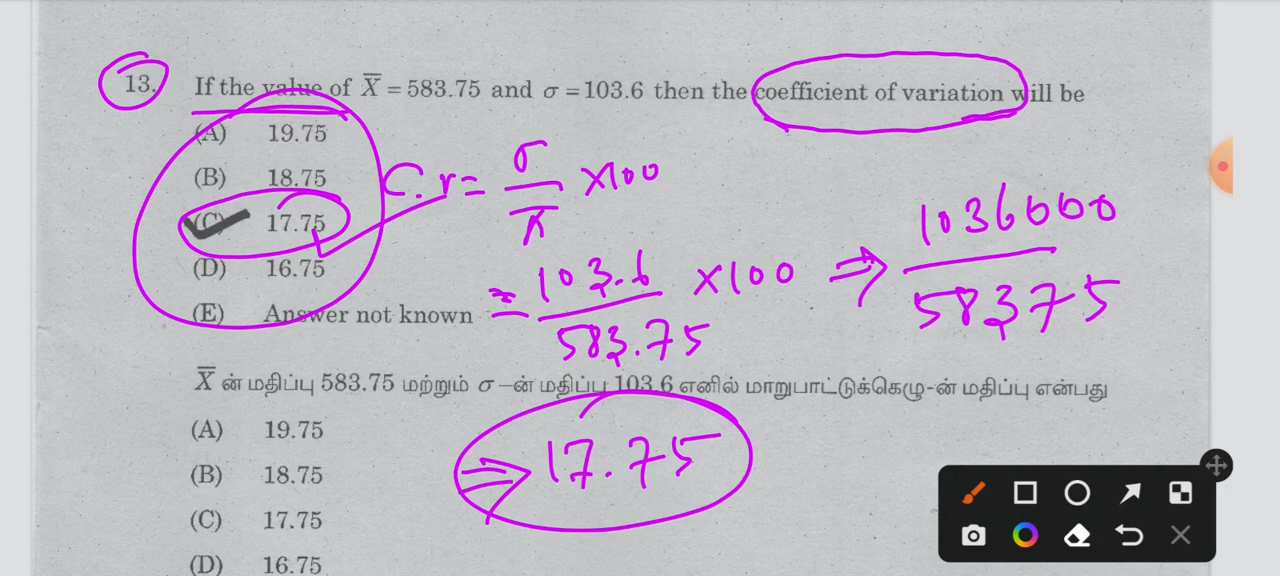 13. If the value of X̅ = 583.75 and σ = 103.6 then the coefficient of variation will be
(A) 19.75
(B) 18.75
(C) 17.75
(D) 16.75
(E) Answer not known
C.V = σ/x̅ ×100
= 103.6/583.75 ×100 ⇒ 1036000/58375
X̅ ன் மதிப்பு 583.75 மற்றும் σ –ன் மதிப்பு 103.6 எனில் மாறுபாட்டுக்கெழு-ன் மதிப்பு என்பது
⇒ 17.75
(A) 19.75
(B) 18.75
(C) 17.75
(D) 16.75